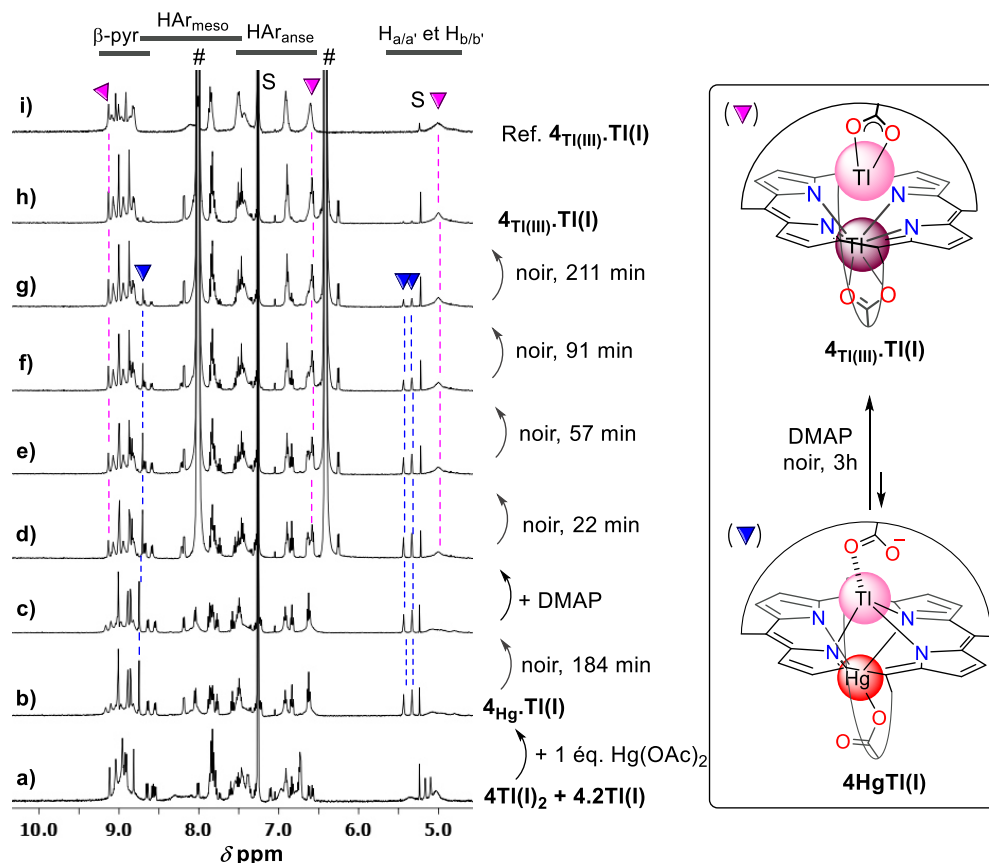 β-pyr HAr_meso HAr_anse H_a/a' et H_b/b'
# S # S
i) Ref. 4_Tl(III).Tl(I)
h) 4_Tl(III).Tl(I)
g) noir, 211 min
f) noir, 91 min
e) noir, 57 min
d) noir, 22 min
c) + DMAP
noir, 184 min
b) 4_Hg.Tl(I)
+ 1 éq. Hg(OAc)₂
a) 4Tl(I)₂ + 4.2Tl(I)
10.0 9.0 8.0 7.0 6.0 5.0
δ ppm
( )
O O
Tl
N N
N Tl N
O O
4_Tl(III).Tl(I)
DMAP
noir, 3h
( )
O O⁻
Tl
N N
N Hg N
O
O
4HgTl(I)